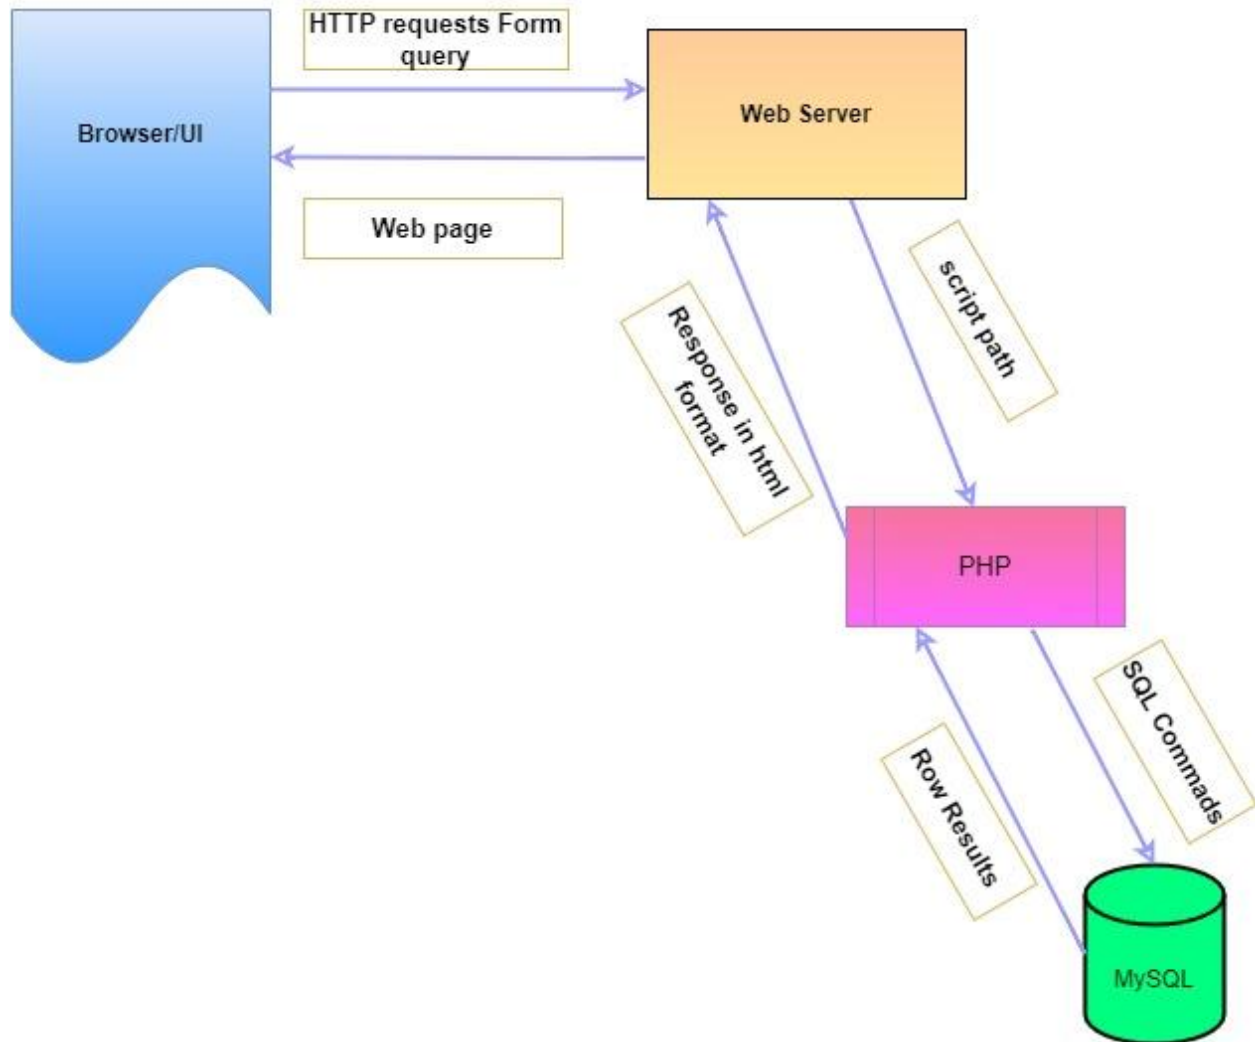 HTTP requests Form
query
Browser/UI
Web Server
Web page
script path
Response in html
format
PHP
SQL Commads
Row Results
MySQL